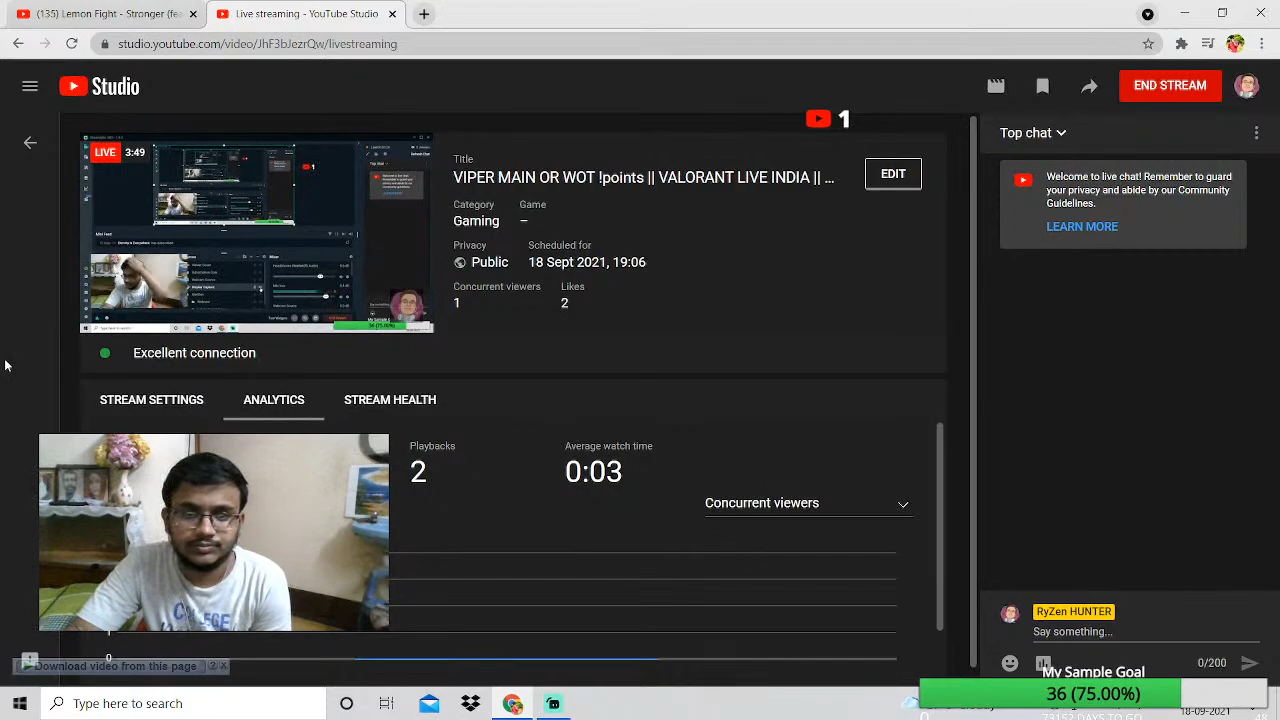 (135) Lemon Fight - Stronger (fe
Live streaming - YouTube Studio
studio.youtube.com/video/JhF3bJezrQw/livestreaming
Studio
END STREAM
1
Top chat
LIVE 3:49
Title
VIPER MAIN OR WOT !points || VALORANT LIVE INDIA || ...
EDIT
Category
Game
Gaming
–
Privacy
Scheduled for
Public
18 Sept 2021, 19:06
Concurrent viewers
Likes
1
2
Welcome to live chat! Remember to guard
your privacy and abide by our Community
Guidelines.
LEARN MORE
Excellent connection
STREAM SETTINGS
ANALYTICS
STREAM HEALTH
Playbacks
Average watch time
2
0:03
Concurrent viewers
COLLEGE
0
Download video from this page
RyZen HUNTER
Say something...
0/200
My Sample Goal
36 (75.00%)
Type here to search
18-09-2021